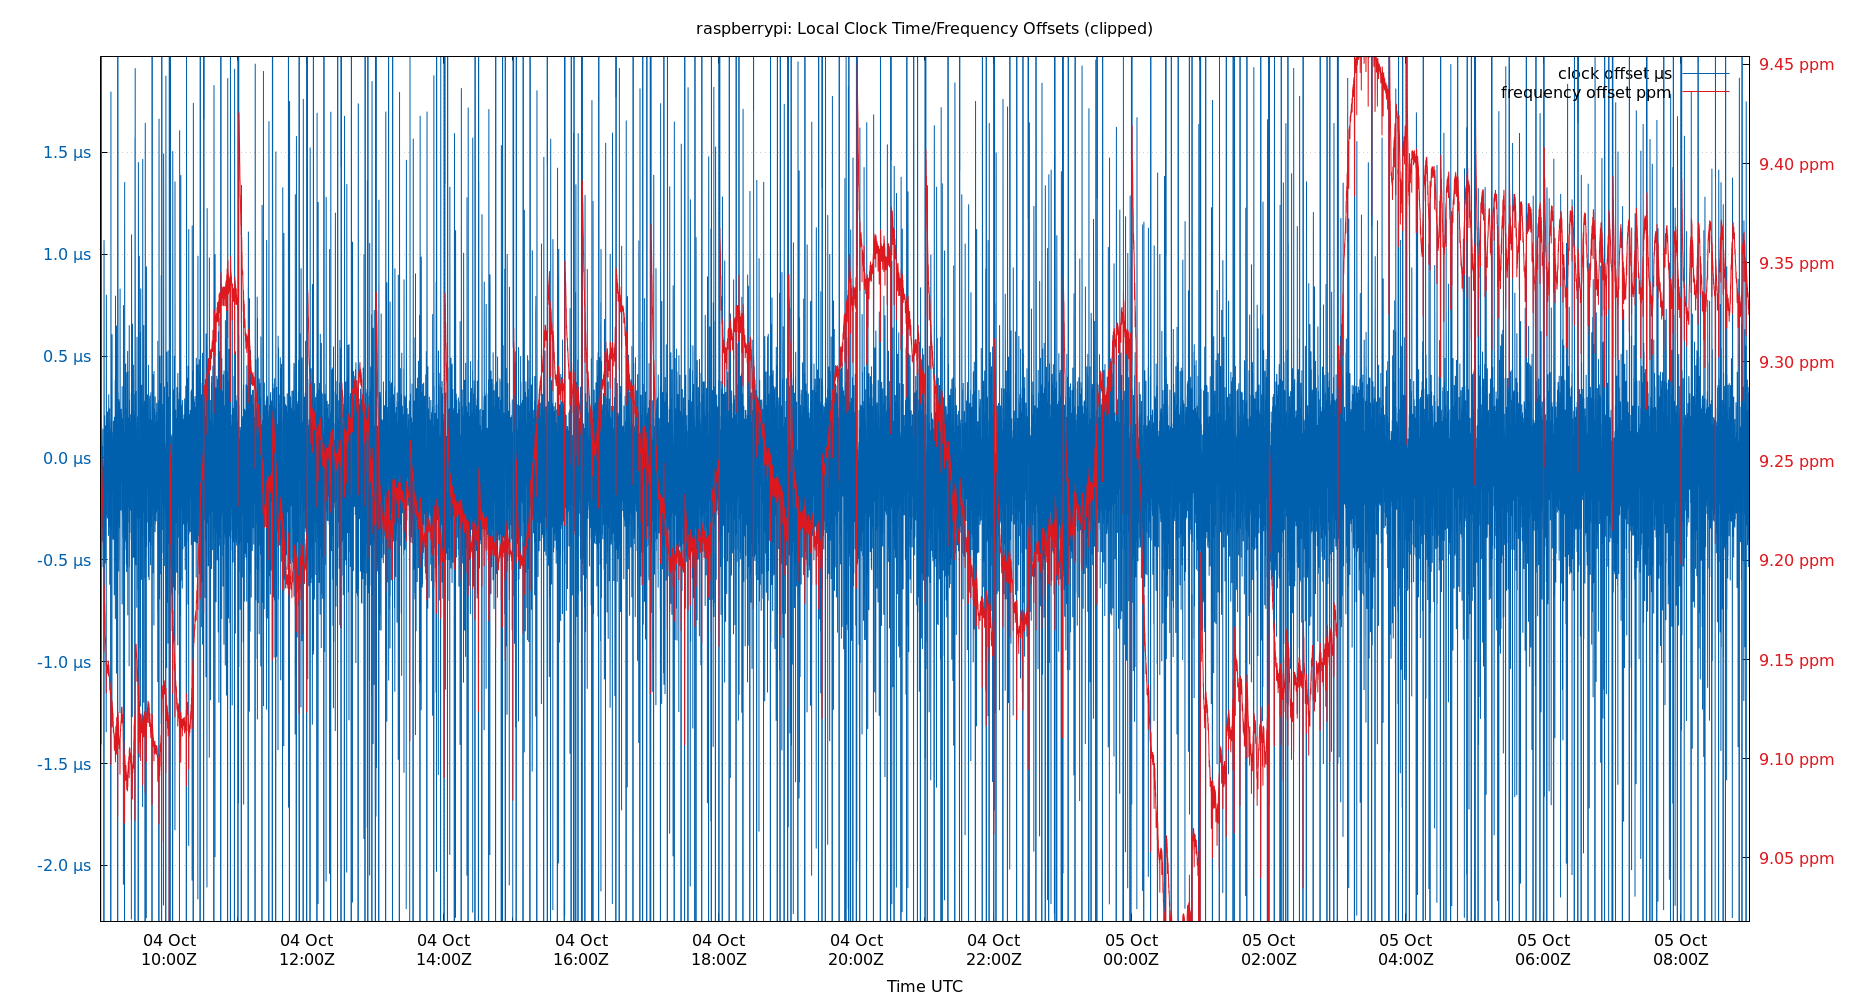 raspberrypi: Local Clock Time/Frequency Offsets (clipped)
clock offset µs
frequency offset ppm
1.5 µs
1.0 µs
0.5 µs
0.0 µs
-0.5 µs
-1.0 µs
-1.5 µs
-2.0 µs
9.45 ppm
9.40 ppm
9.35 ppm
9.30 ppm
9.25 ppm
9.20 ppm
9.15 ppm
9.10 ppm
9.05 ppm
04 Oct 04 Oct 04 Oct 04 Oct 04 Oct 04 Oct 04 Oct 05 Oct 05 Oct 05 Oct 05 Oct 05 Oct
10:00Z 12:00Z 14:00Z 16:00Z 18:00Z 20:00Z 22:00Z 00:00Z 02:00Z 04:00Z 06:00Z 08:00Z
Time UTC